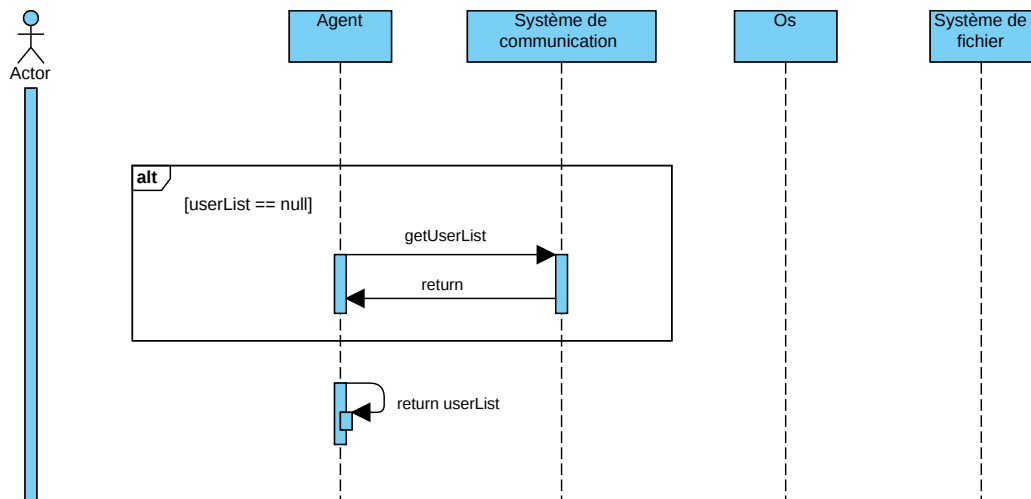 Agent
Système de
communication
Os
Système de
fichier
Actor
alt
[userList == null]
getUserList
return
return userList